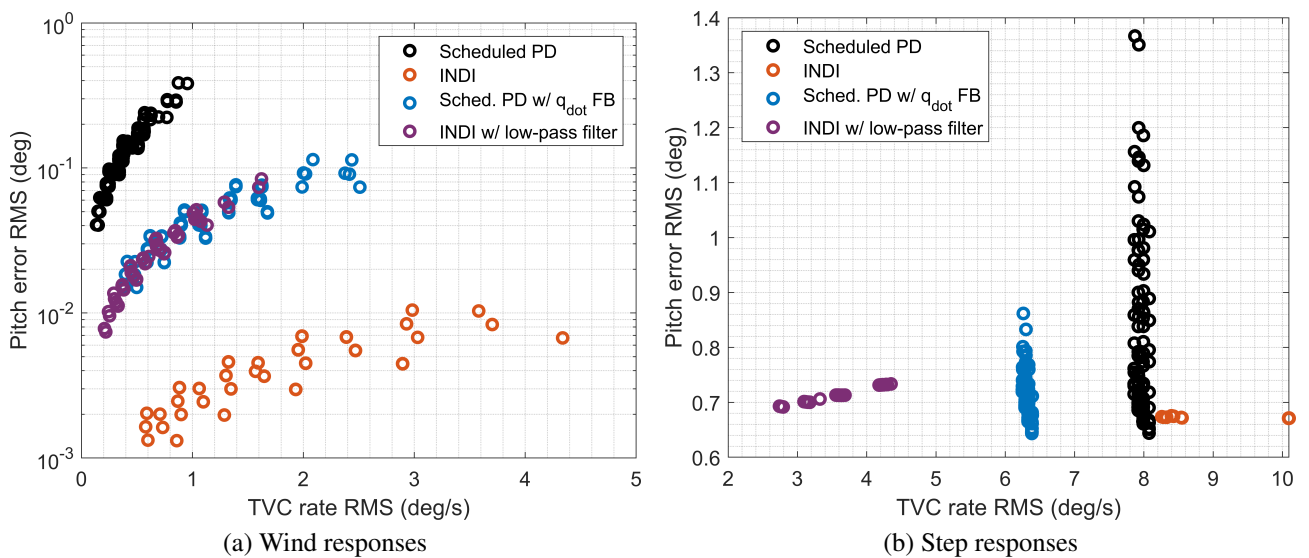 10⁰
10⁻¹
10⁻²
10⁻³
Pitch error RMS (deg)
Scheduled PD
INDI
Sched. PD w/ q_dot FB
INDI w/ low-pass filter
0 1 2 3 4 5
TVC rate RMS (deg/s)
(a) Wind responses
1.4
1.3
1.2
1.1
1
0.9
0.8
0.7
0.6
Pitch error RMS (deg)
Scheduled PD
INDI
Sched. PD w/ q_dot FB
INDI w/ low-pass filter
2 3 4 5 6 7 8 9 10
TVC rate RMS (deg/s)
(b) Step responses